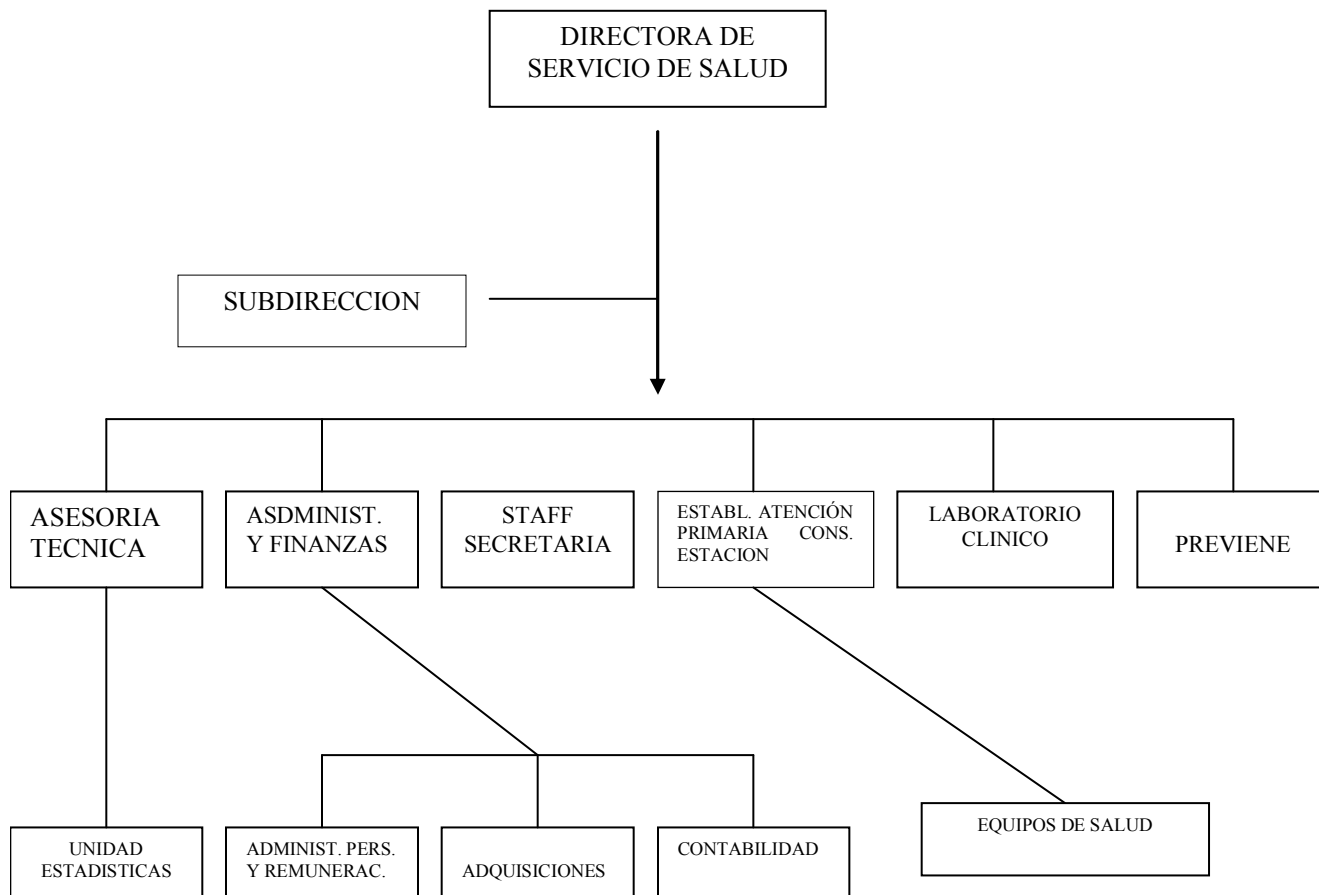 DIRECTORA DE
SERVICIO DE SALUD
SUBDIRECCION
ASESORIA
TECNICA
ASDMINIST.
Y FINANZAS
STAFF
SECRETARIA
ESTABL. ATENCIÓN
PRIMARIA CONS.
ESTACION
LABORATORIO
CLINICO
PREVIENE
UNIDAD
ESTADISTICAS
ADMINIST. PERS.
Y REMUNERAC.
ADQUISICIONES
CONTABILIDAD
EQUIPOS DE SALUD